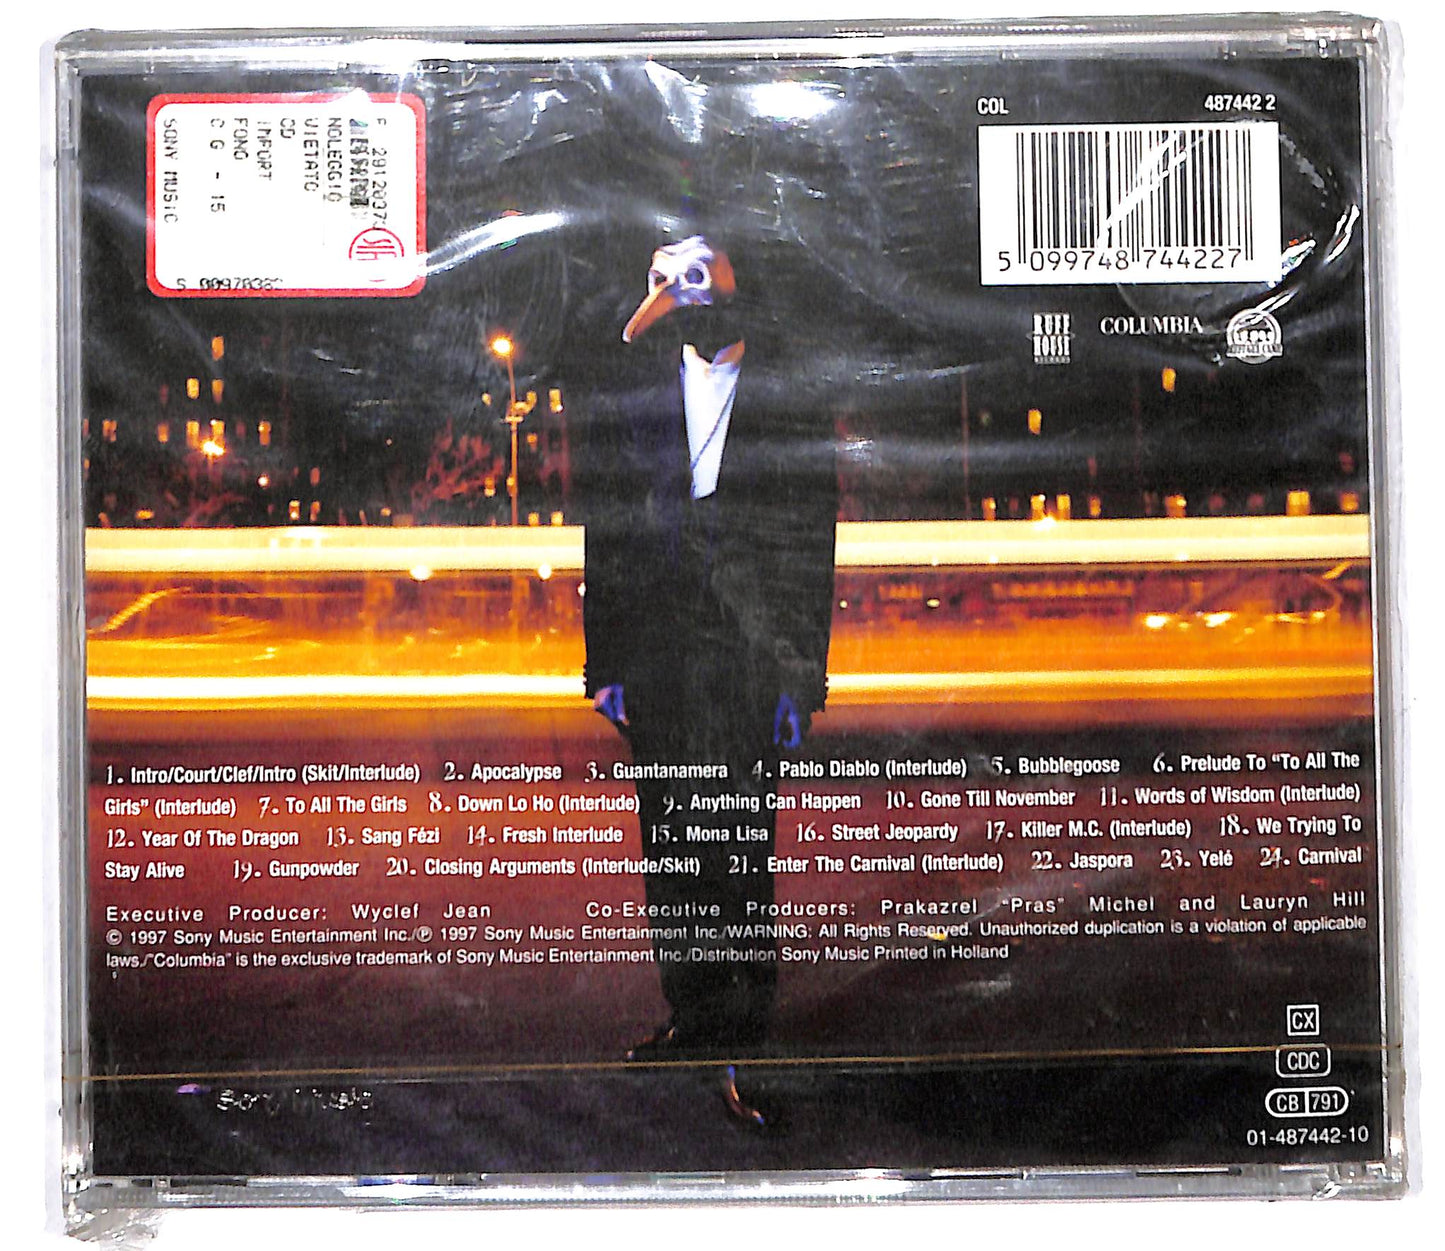 COL 487442 2
5 099748 744227
RUFF
HOUSE
RECORDS
COLUMBIA
NOLEGGIO
VIETATO
CD
IMPORT
FONO
C G - 15
SONY MUSIC
1. Intro/Court/Clef/Intro (Skit/Interlude) 2. Apocalypse 3. Guantanamera 4. Pablo Diablo (Interlude) 5. Bubblegoose 6. Prelude To "To All The
Girls" (Interlude) 7. To All The Girls 8. Down Lo Ho (Interlude) 9. Anything Can Happen 10. Gone Till November 11. Words of Wisdom (Interlude)
12. Year Of The Dragon 13. Sang Fézi 14. Fresh Interlude 15. Mona Lisa 16. Street Jeopardy 17. Killer M.C. (Interlude) 18. We Trying To
Stay Alive 19. Gunpowder 20. Closing Arguments (Interlude/Skit) 21. Enter The Carnival (Interlude) 22. Jaspora 23. Yelé 24. Carnival
Executive Producer: Wyclef Jean Co-Executive Producers: Prakazrel "Pras" Michel and Lauryn Hill
© 1997 Sony Music Entertainment Inc./℗ 1997 Sony Music Entertainment Inc./WARNING: All Rights Reserved. Unauthorized duplication is a violation of applicable
laws./"Columbia" is the exclusive trademark of Sony Music Entertainment Inc./Distribution Sony Music Printed in Holland
CX
CDC
CB 791
01-487442-10
Sony Music